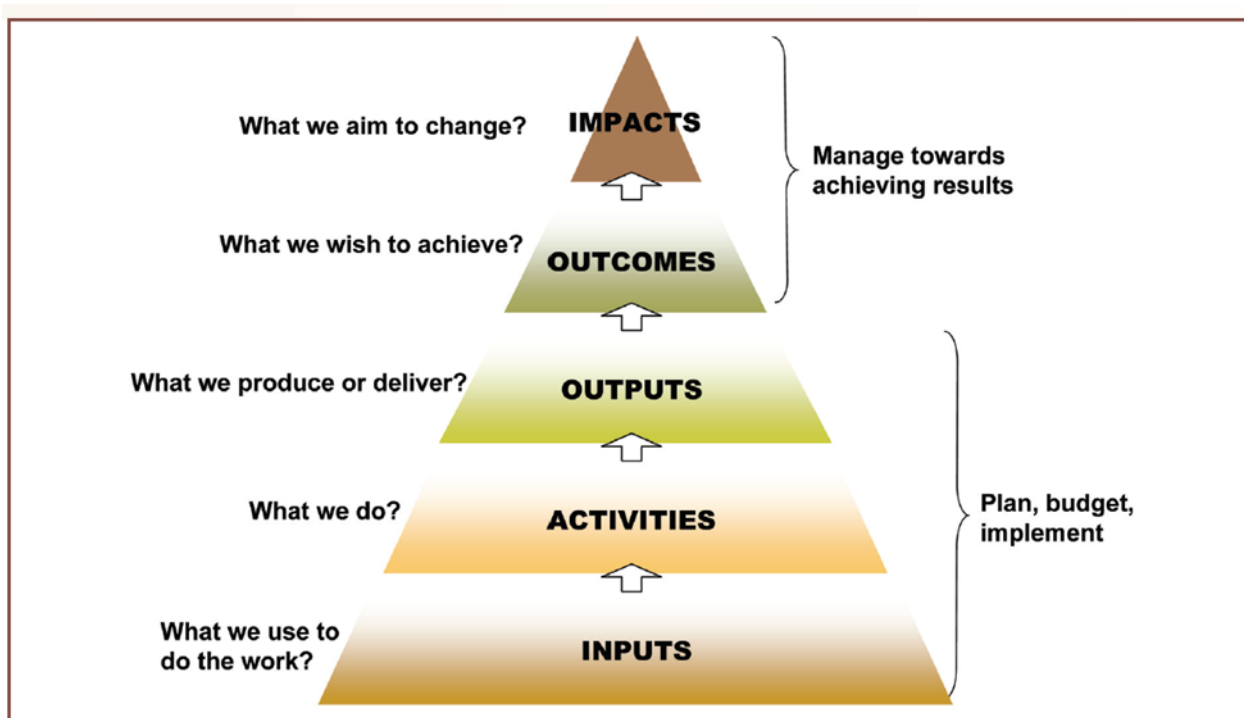 What we aim to change?
IMPACTS
Manage towards
achieving results
What we wish to achieve?
OUTCOMES
What we produce or deliver?
OUTPUTS
What we do?
ACTIVITIES
Plan, budget,
implement
What we use to
do the work?
INPUTS